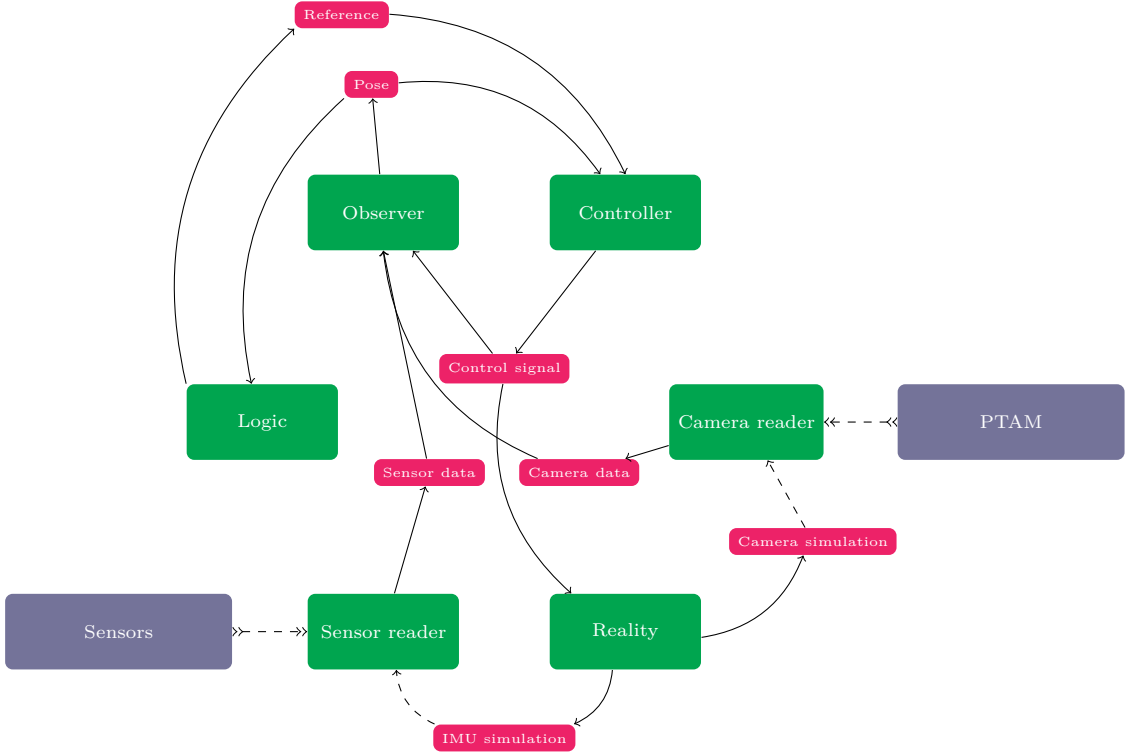 Reference
Pose
Observer
Controller
Control signal
Logic
Camera reader
PTAM
Sensor data
Camera data
Camera simulation
Sensors
Sensor reader
Reality
IMU simulation